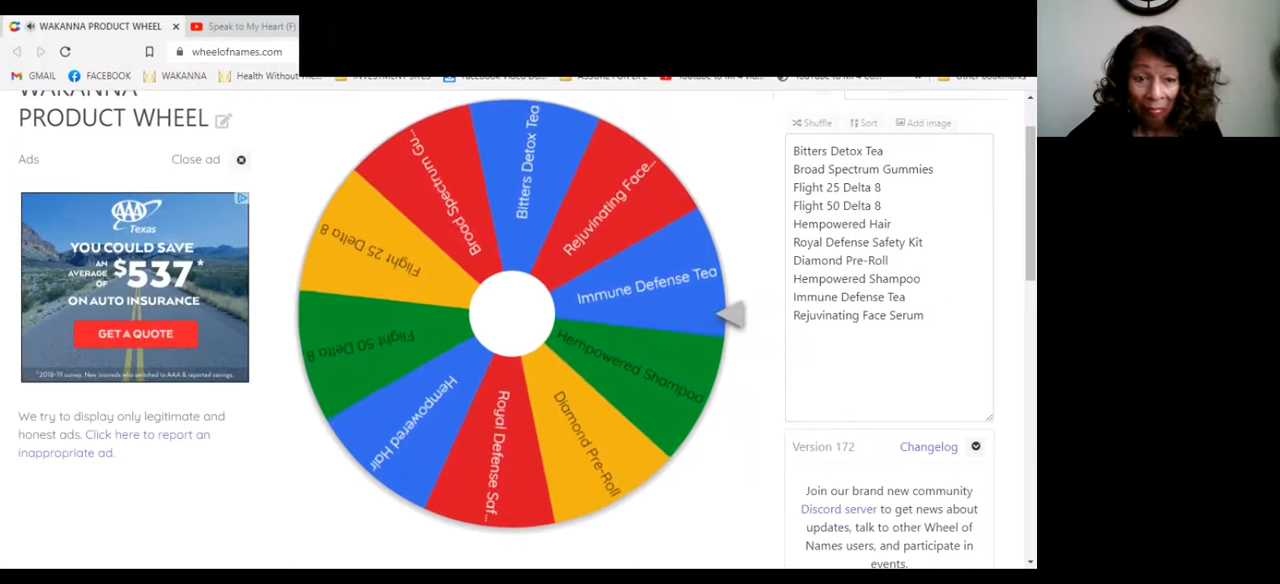 WAKANNA PRODUCT WHEEL
Speak to My Heart (F)
wheelofnames.com
GMAIL
FACEBOOK
WAKANNA
Health Without
INVESTMENT SITES
WAKANNA
PRODUCT WHEEL
Ads
Close ad
AAA
Texas
YOU COULD SAVE
AN AVERAGE OF $537*
ON AUTO INSURANCE
GET A QUOTE
We try to display only legitimate and
honest ads. Click here to report an
inappropriate ad.
Bitters Detox Tea
Rejuvinating Face...
Immune Defense Tea
Hempowered Shampoo
Diamond Pre-Roll
Royal Defense Saf...
Hempowered Hair
Flight 50 Delta 8
Flight 25 Delta 8
Broad Spectrum Gu...
Shuffle
Sort
Add image
Bitters Detox Tea
Broad Spectrum Gummies
Flight 25 Delta 8
Flight 50 Delta 8
Hempowered Hair
Royal Defense Safety Kit
Diamond Pre-Roll
Hempowered Shampoo
Immune Defense Tea
Rejuvinating Face Serum
Version 172
Changelog
Join our brand new community
Discord server to get news about
updates, talk to other Wheel of
Names users, and participate in
events.